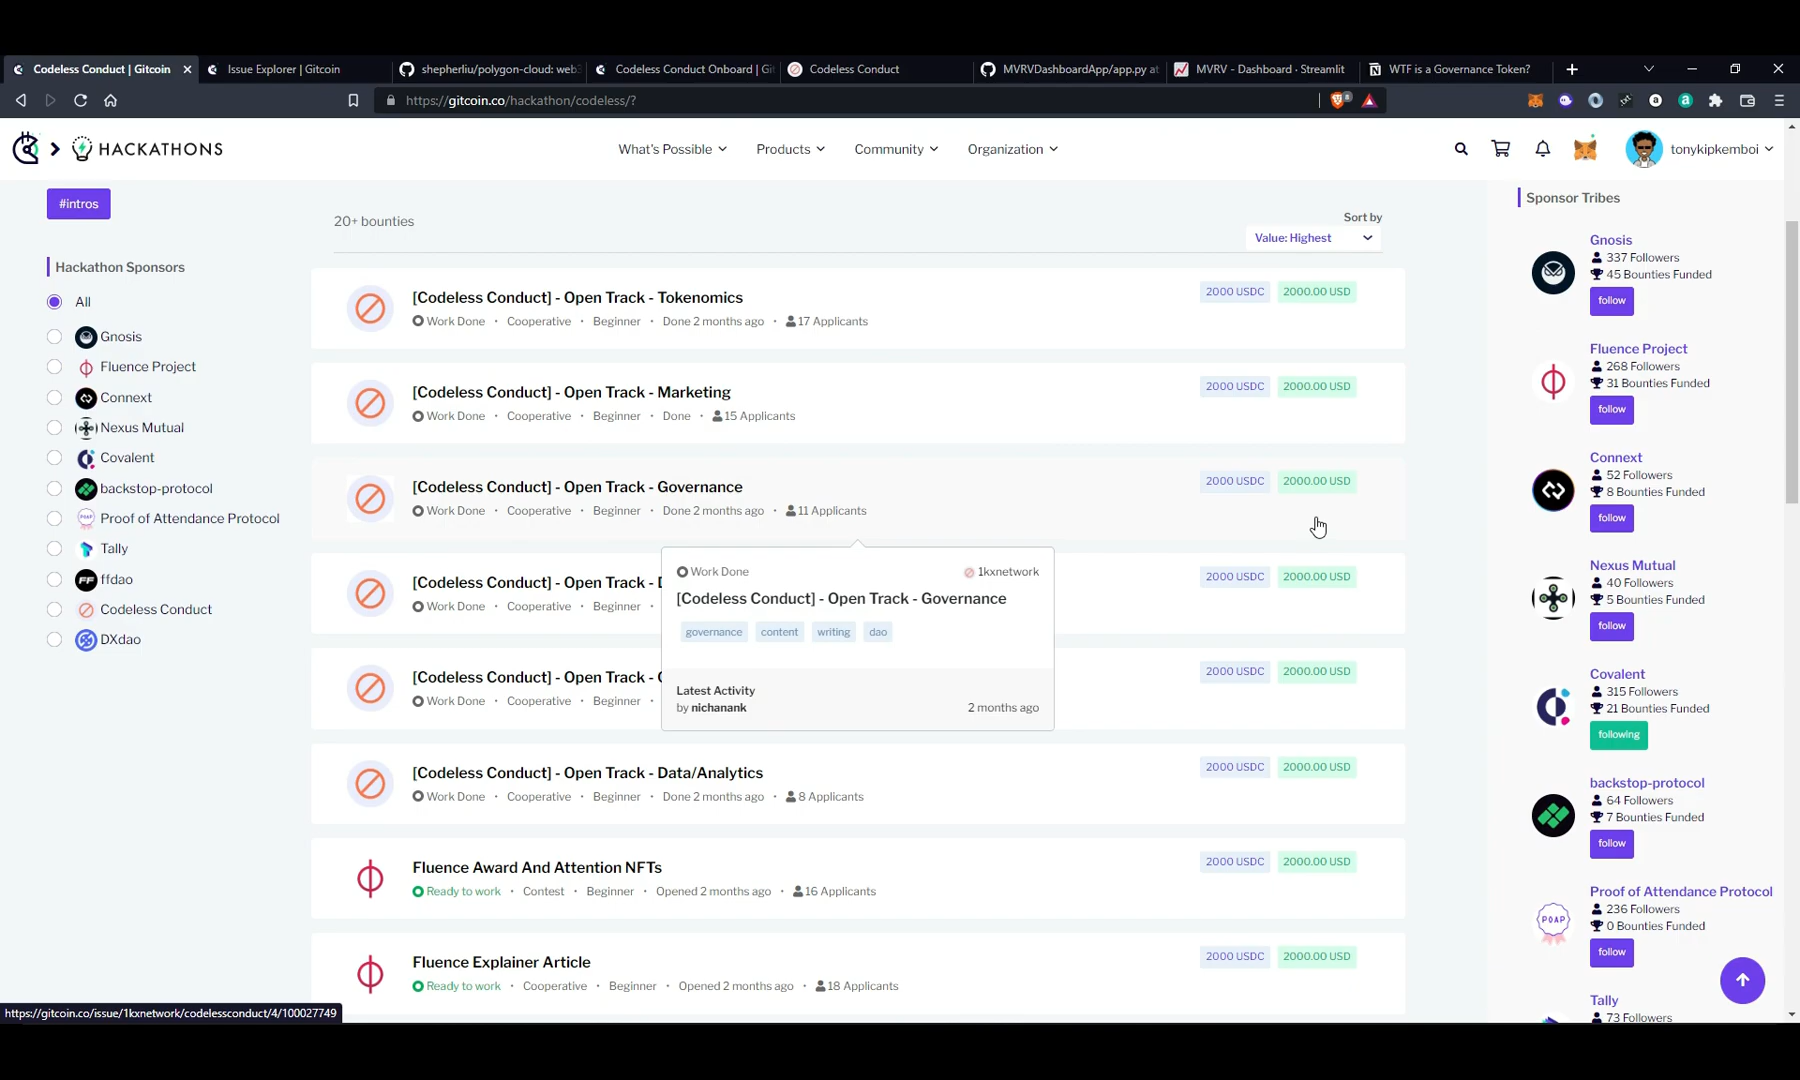 Codeless Conduct | Gitcoin
Issue Explorer | Gitcoin
shepherliu/polygon-cloud: web3
Codeless Conduct Onboard | Git
Codeless Conduct
MVRVDashboardApp/app.py at
MVRV - Dashboard · Streamlit
WTF is a Governance Token?
https://gitcoin.co/hackathon/codeless/?
HACKATHONS
What's Possible
Products
Community
Organization
tonykipkemboi
#intros
20+ bounties
Sort by
Value: Highest
Hackathon Sponsors
All
Gnosis
Fluence Project
Connext
Nexus Mutual
Covalent
backstop-protocol
Proof of Attendance Protocol
Tally
FF ffdao
Codeless Conduct
DXdao
[Codeless Conduct] - Open Track - Tokenomics
Work Done • Cooperative • Beginner • Done 2 months ago • 17 Applicants
2000 USDC 2000.00 USD
[Codeless Conduct] - Open Track - Marketing
Work Done • Cooperative • Beginner • Done • 15 Applicants
2000 USDC 2000.00 USD
[Codeless Conduct] - Open Track - Governance
Work Done • Cooperative • Beginner • Done 2 months ago • 11 Applicants
2000 USDC 2000.00 USD
[Codeless Conduct] - Open Track - D
Work Done • Cooperative • Beginner •
2000 USDC 2000.00 USD
[Codeless Conduct] - Open Track -
Work Done • Cooperative • Beginner •
2000 USDC 2000.00 USD
Work Done
1kxnetwork
[Codeless Conduct] - Open Track - Governance
governance content writing dao
Latest Activity
by nichanank
2 months ago
[Codeless Conduct] - Open Track - Data/Analytics
Work Done • Cooperative • Beginner • Done 2 months ago • 8 Applicants
2000 USDC 2000.00 USD
Fluence Award And Attention NFTs
Ready to work • Contest • Beginner • Opened 2 months ago • 16 Applicants
2000 USDC 2000.00 USD
Fluence Explainer Article
Ready to work • Cooperative • Beginner • Opened 2 months ago • 18 Applicants
2000 USDC 2000.00 USD
Sponsor Tribes
Gnosis
337 Followers
45 Bounties Funded
follow
Fluence Project
268 Followers
31 Bounties Funded
follow
Connext
52 Followers
8 Bounties Funded
follow
Nexus Mutual
40 Followers
5 Bounties Funded
follow
Covalent
315 Followers
21 Bounties Funded
following
backstop-protocol
64 Followers
7 Bounties Funded
follow
POAP
Proof of Attendance Protocol
236 Followers
0 Bounties Funded
follow
Tally
73 Followers
https://gitcoin.co/issue/1kxnetwork/codelessconduct/4/100027749